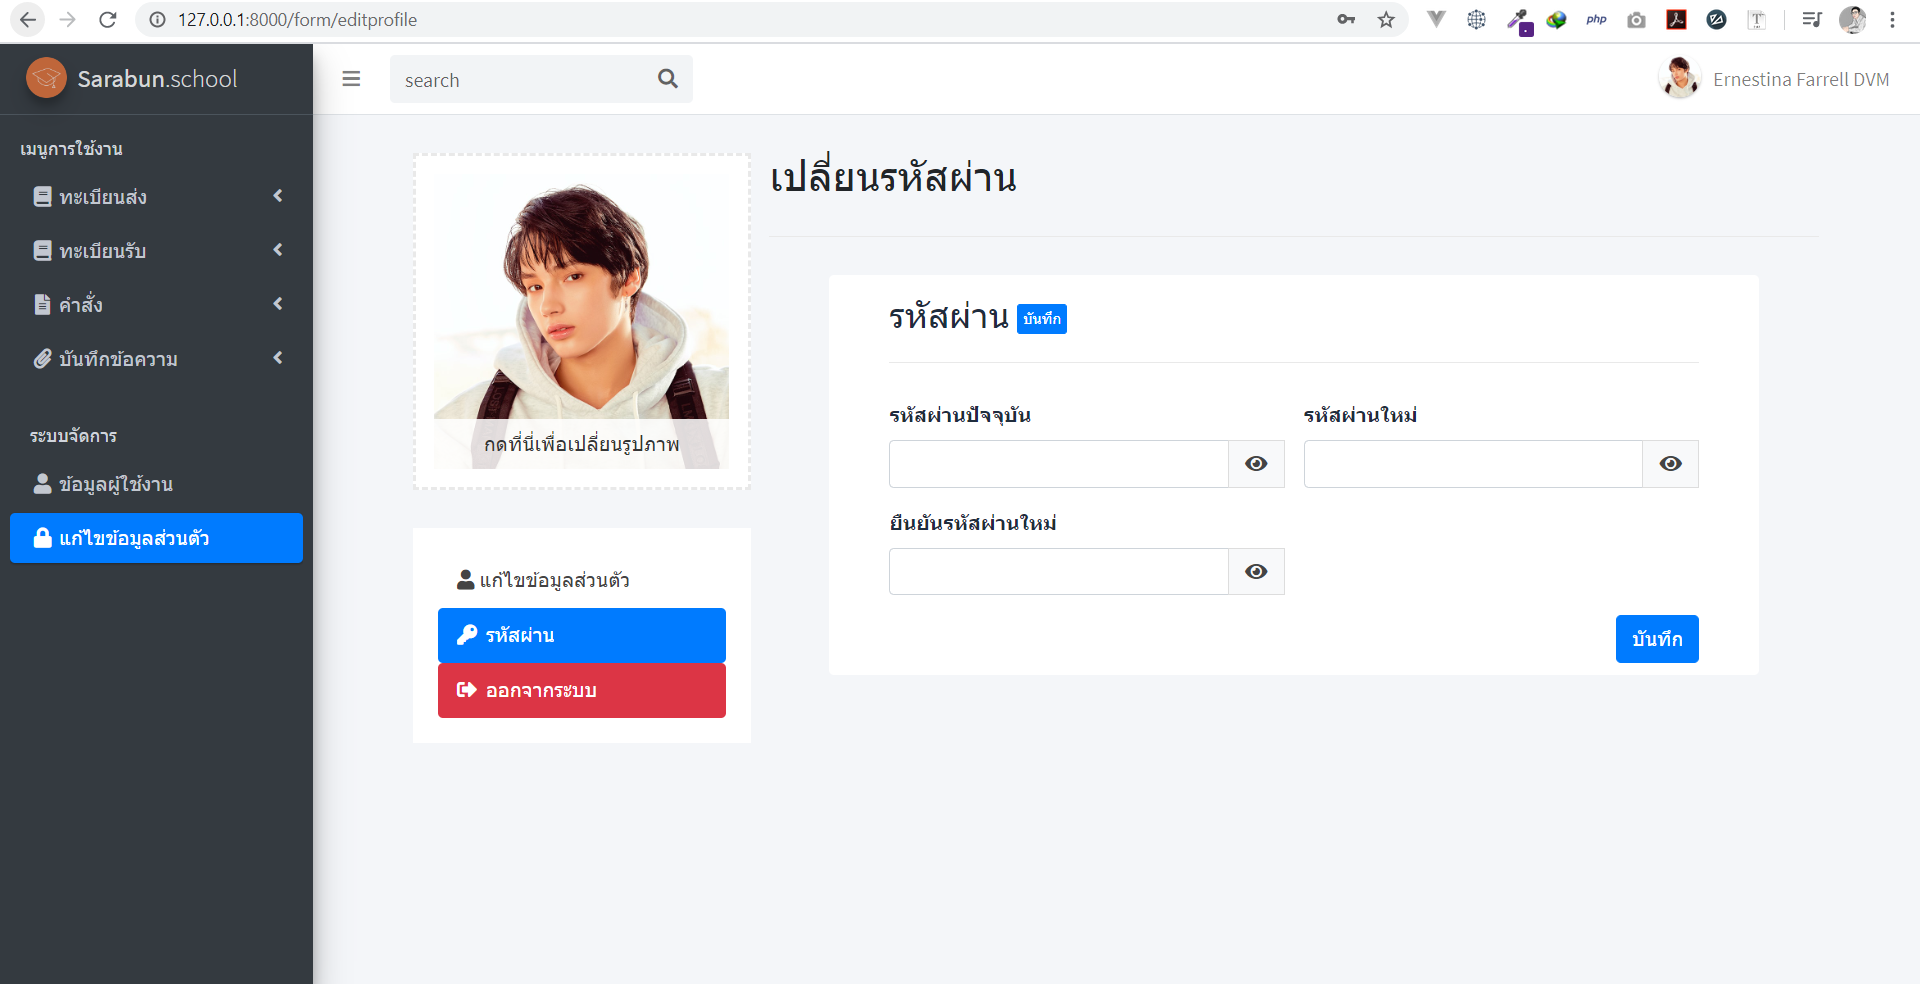 127.0.0.1:8000/form/editprofile
php
Sarabun.school
search
Ernestina Farrell DVM
เมนูการใช้งาน
ทะเบียนส่ง
ทะเบียนรับ
คำสั่ง
บันทึกข้อความ
ระบบจัดการ
ข้อมูลผู้ใช้งาน
แก้ไขข้อมูลส่วนตัว
กดที่นี่เพื่อเปลี่ยนรูปภาพ
แก้ไขข้อมูลส่วนตัว
รหัสผ่าน
ออกจากระบบ
เปลี่ยนรหัสผ่าน
รหัสผ่าน บันทึก
รหัสผ่านปัจจุบัน
รหัสผ่านใหม่
ยืนยันรหัสผ่านใหม่
บันทึก